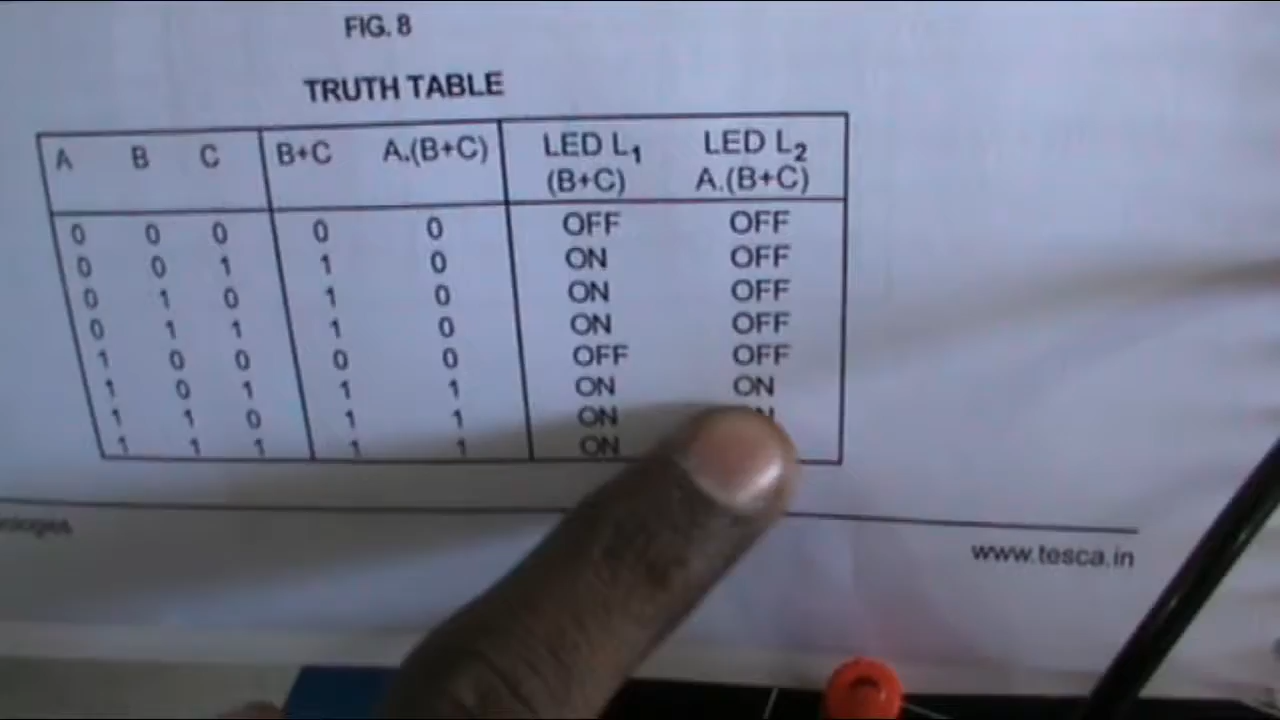 FIG. 8
TRUTH TABLE
A B C B+C A.(B+C) LED L₁ LED L₂
(B+C) A.(B+C)
0 0 0 0 0 OFF OFF
0 0 1 1 0 ON OFF
0 1 0 1 0 ON OFF
0 1 1 1 0 ON OFF
1 0 0 0 0 OFF OFF
1 0 1 1 1 ON ON
1 1 0 1 1 ON
1 1 1 1 1 ON
www.tesca.in